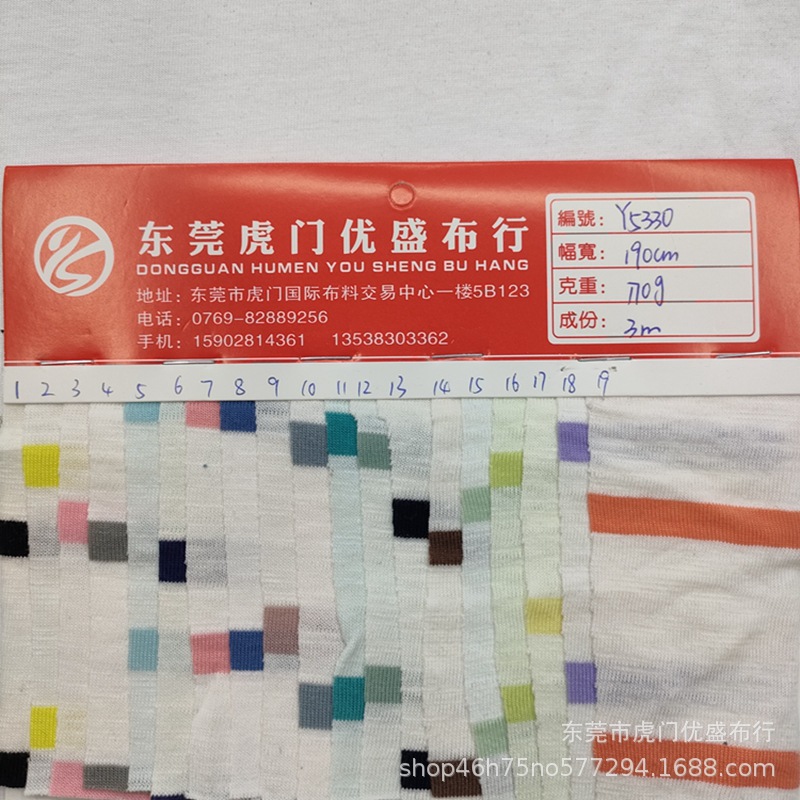 东莞虎门优盛布行
DONGGUAN HUMEN YOU SHENG BU HANG
地址：东莞市虎门国际布料交易中心一楼5B123
电话：0769-82889256
手机：15902814361 13538303362
編號：Y5330
幅寬：190cm
克重：170g
成份：3m
1 2 3 4 5 6 7 8 9 10 11 12 13 14 15 16 17 18 19
东莞市虎门优盛布行
shop46h75no577294.1688.com